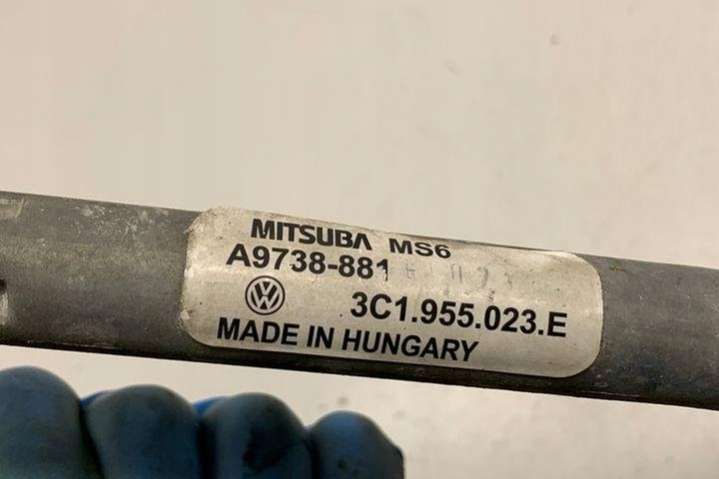 MITSUBA MS6
A9738-881
3C1.955.023.E
MADE IN HUNGARY